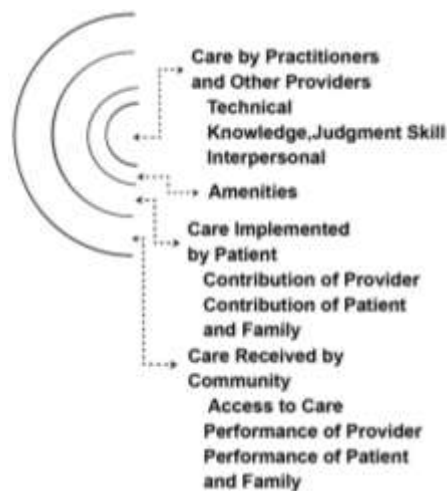 Care by Practitioners
and Other Providers
Technical
Knowledge,Judgment Skill
Interpersonal
Amenities
Care Implemented
by Patient
Contribution of Provider
Contribution of Patient
and Family
Care Received by
Community
Access to Care
Performance of Provider
Performance of Patient
and Family